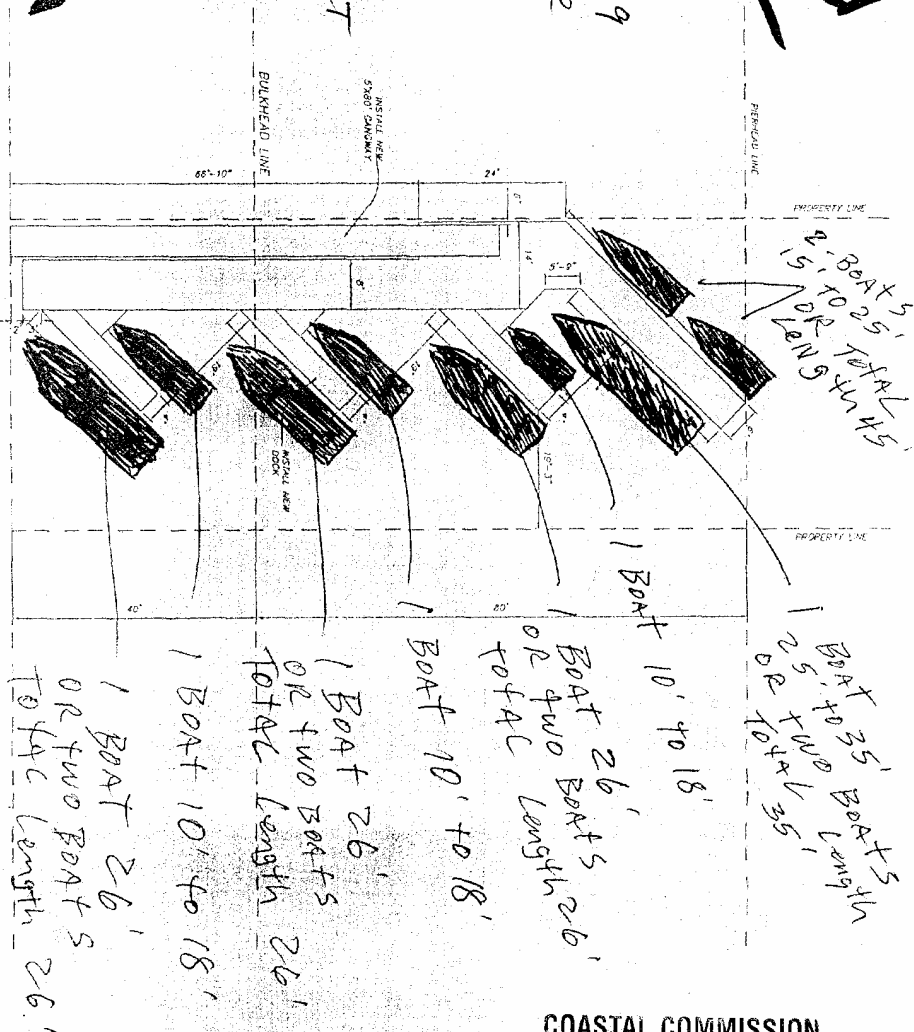 9
T
INSTALL NEW
5'X80' GANGWAY
BULKHEAD LINE
PIERHEAD LINE
66'-10"
24'
PROPERTY LINE
5'-9"
2- BOATS
15' TO 25'
OR TOTAL
LENGTH 45'
INSTALL NEW
DOCK
19'-3"
PROPERTY LINE
40'
80'
1 BOAT
25' TO 35'
OR TWO BOATS
TOTAL Length
35'
1 BOAT 10' TO 18'
1 BOAT 26'
OR TWO BOATS
TOTAL Length 26'
1 BOAT 10' to 18'
1 BOAT 26'
OR TWO BOATS
TOTAL Length 26'
1 BOAT 10' to 18'
1 BOAT 26'
OR TWO BOATS
TOTAL Length 26'
COASTAL COMMISSION